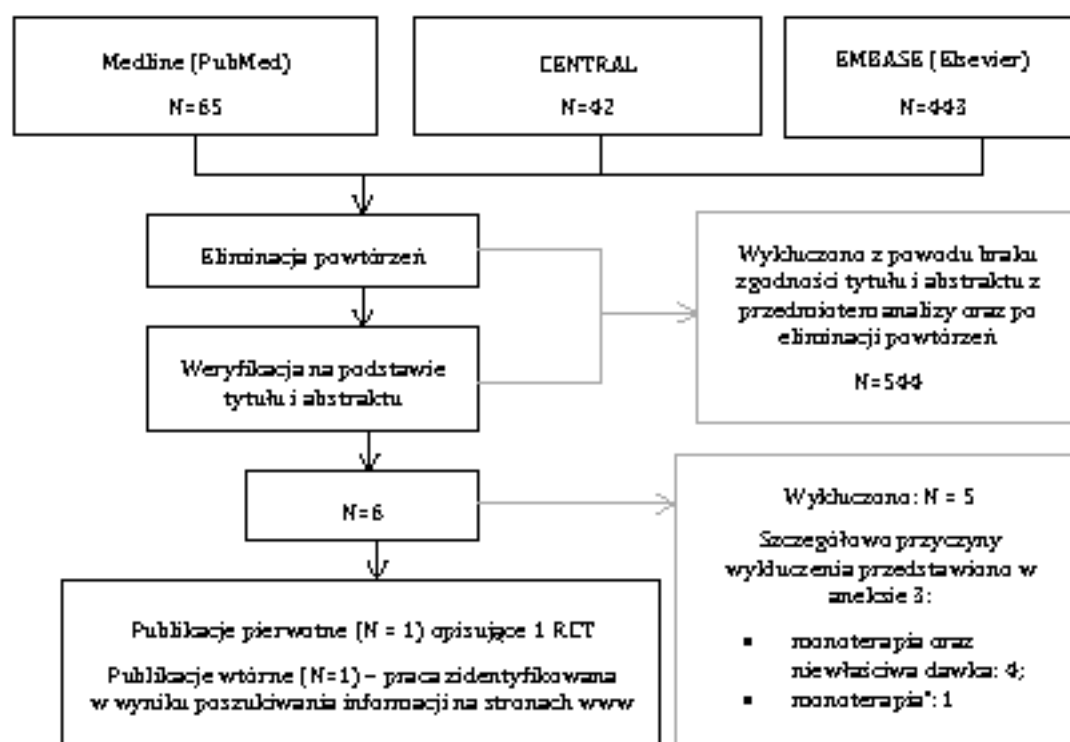 Medline (PubMed)
N=65
CENTRAL
N=42
EMBASE (Elsevier)
N=443
Eliminacja powtórzeń
Wykluczono z powodu braku
zgodności tytułu i abstraktu z
przedmiotem analizy oraz po
eliminacji powtórzeń
N=544
Weryfikacja na podstawie
tytułu i abstraktu
N=6
Wykluczono: N = 5
Szczegółowo przyczyny
wykluczenia przedstawiono w
aneksie 3:
▪ monoterapia oraz
niewłaściwa dawka: 4;
▪ monoterapia*: 1
Publikacje pierwotne (N = 1) opisujące 1 RCT
Publikacje wtórne (N=1) – praca zidentyfikowana
w wyniku poszukiwania informacji na stronach www